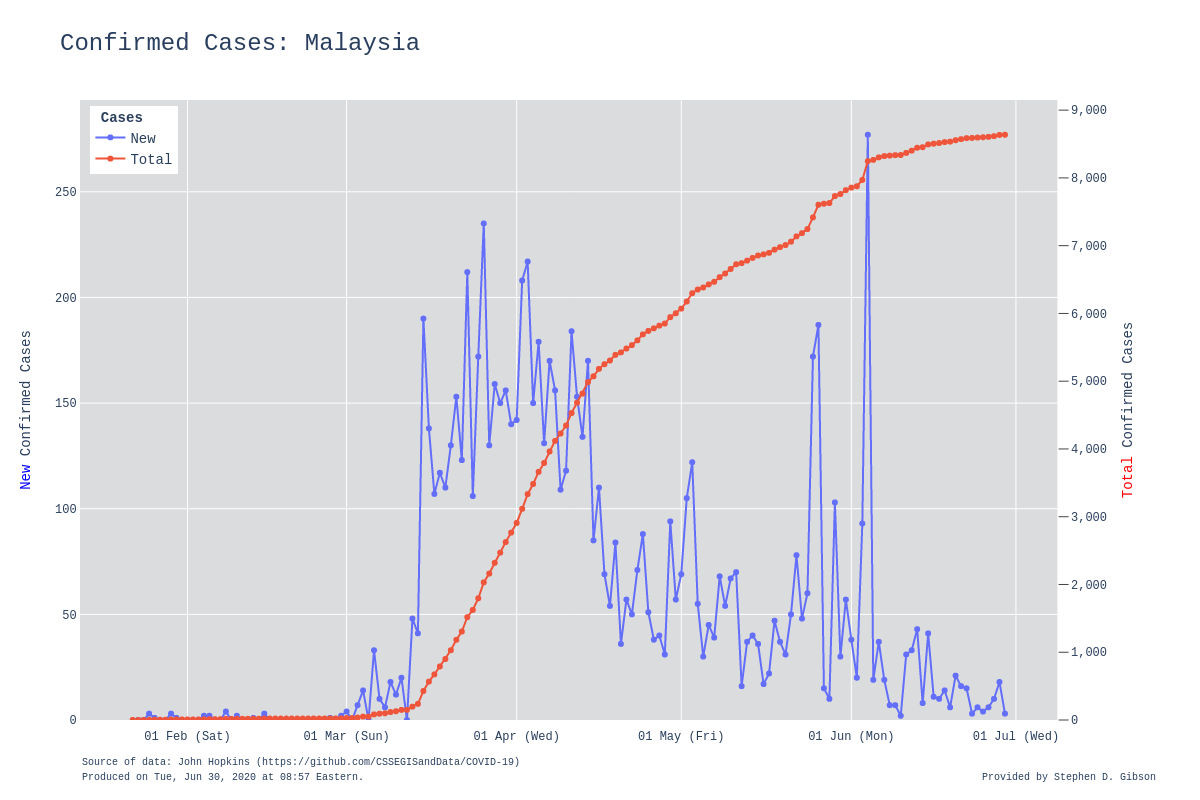 Confirmed Cases: Malaysia
Cases
New
Total
9,000
8,000
7,000
6,000
5,000
4,000
3,000
2,000
1,000
0
250
200
150
100
50
0
New Confirmed Cases
Total Confirmed Cases
01 Feb (Sat)
01 Mar (Sun)
01 Apr (Wed)
01 May (Fri)
01 Jun (Mon)
01 Jul (Wed)
Source of data: John Hopkins (https://github.com/CSSEGISandData/COVID-19)
Produced on Tue, Jun 30, 2020 at 08:57 Eastern.
Provided by Stephen D. Gibson